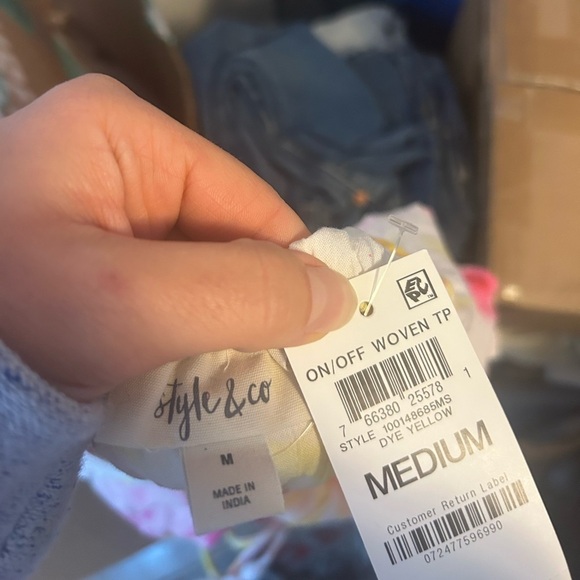 style & co
M
MADE IN
INDIA
EPC™
ON/OFF WOVEN TP
7 66380 25578 1
STYLE 100148685MS
DYE YELLOW
MEDIUM
Customer Return Label
072477596990